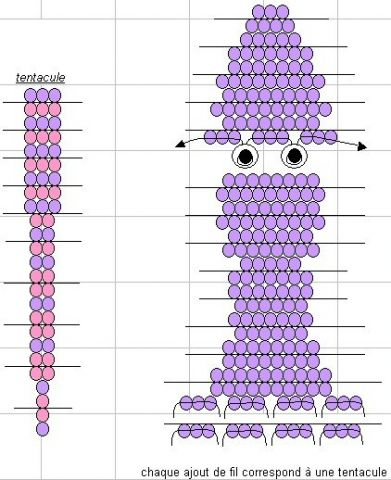 tentacule
chaque ajout de fil correspond à une tentacule